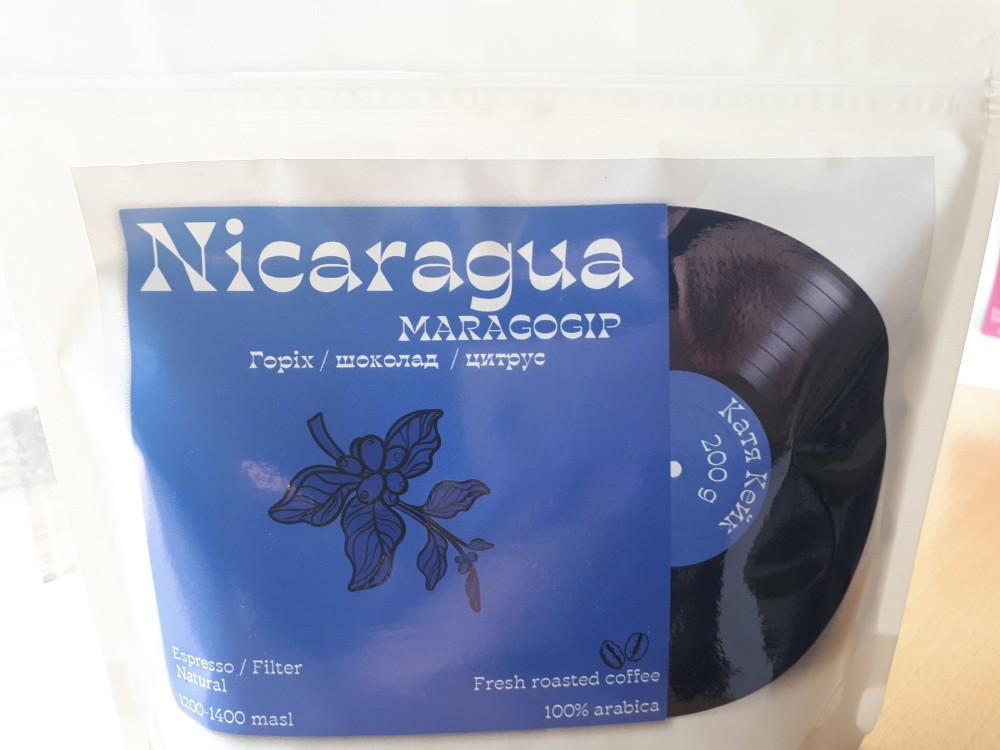 Nicaragua
MARAGOGIP
Горіх / шоколад / цитрус
Катя Кейк
200 g
Espresso / Filter
Natural
1200-1400 masl
Fresh roasted coffee
100% arabica